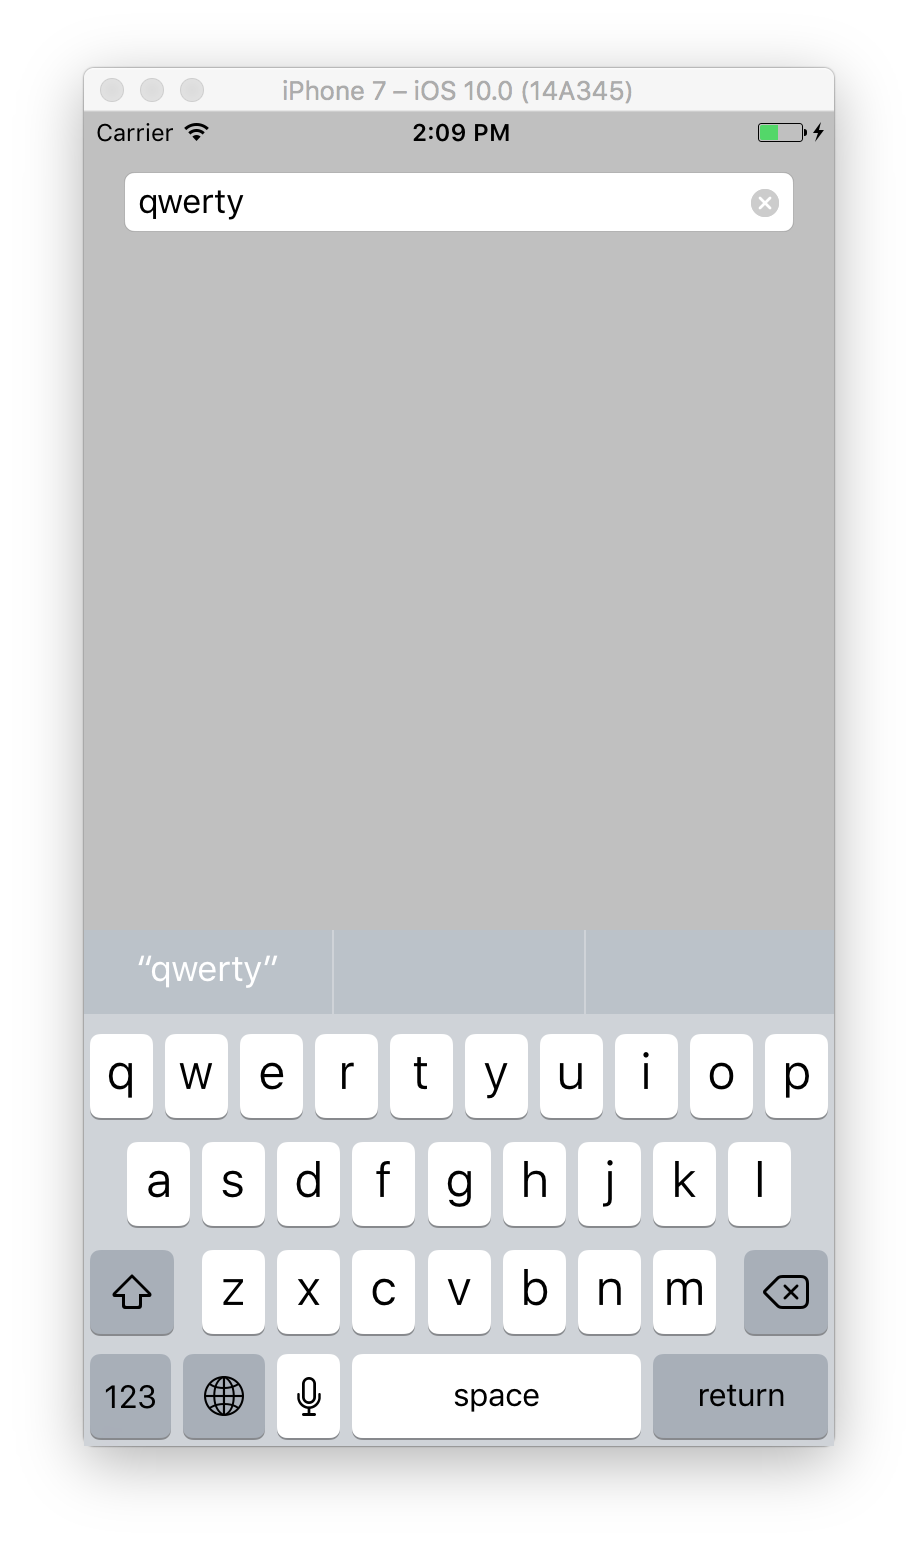 iPhone 7 – iOS 10.0 (14A345)
Carrier 2:09 PM
qwerty
“qwerty”
q w e r t y u i o p
a s d f g h j k l
z x c v b n m
123 space return